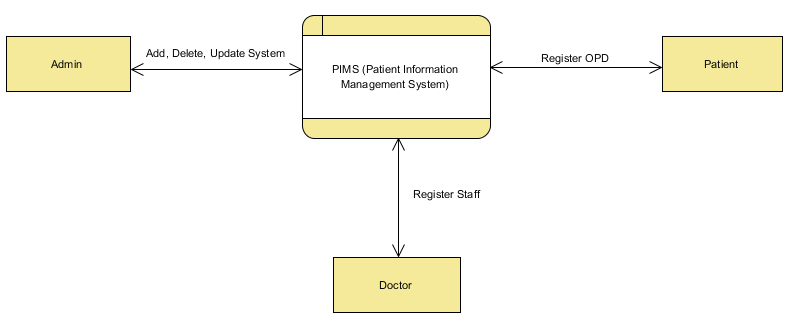 Admin
Add, Delete, Update System
PIMS (Patient Information
Management System)
Register OPD
Patient
Register Staff
Doctor